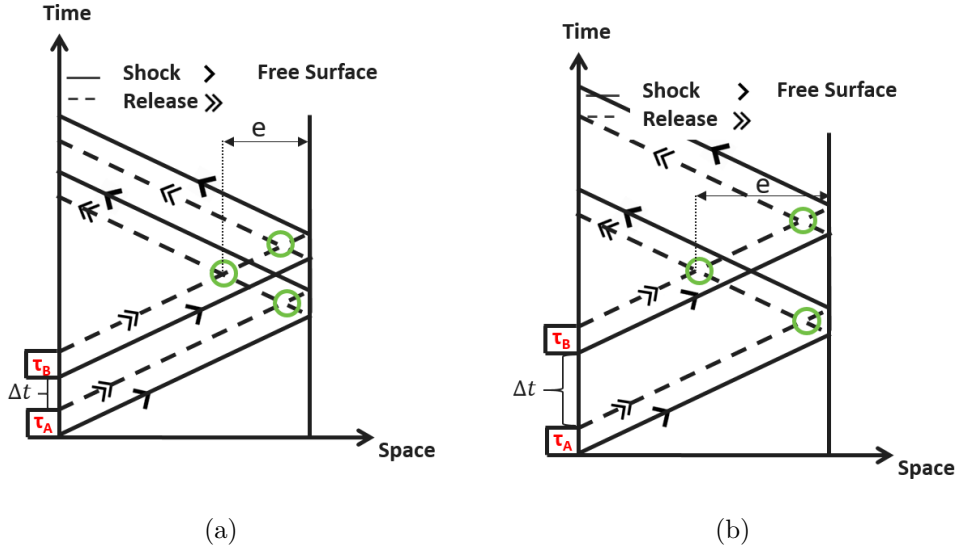 Time
Shock
Free Surface
Release
e
τB
Δt
τA
Space
(a)
Time
Shock
Free Surface
Release
e
τB
Δt
τA
Space
(b)